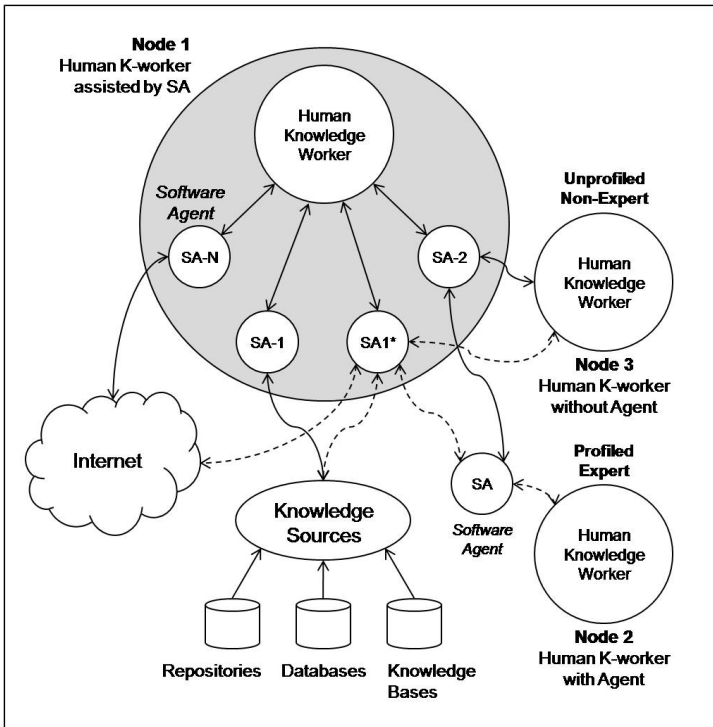 Node 1
Human K-worker
assisted by SA
Human
Knowledge
Worker
Software
Agent
SA-N
SA-2
SA-1
SA1*
Unprofiled
Non-Expert
Human
Knowledge
Worker
Node 3
Human K-worker
without Agent
Internet
Knowledge
Sources
SA
Software
Agent
Profiled
Expert
Human
Knowledge
Worker
Node 2
Human K-worker
with Agent
Repositories
Databases
Knowledge
Bases